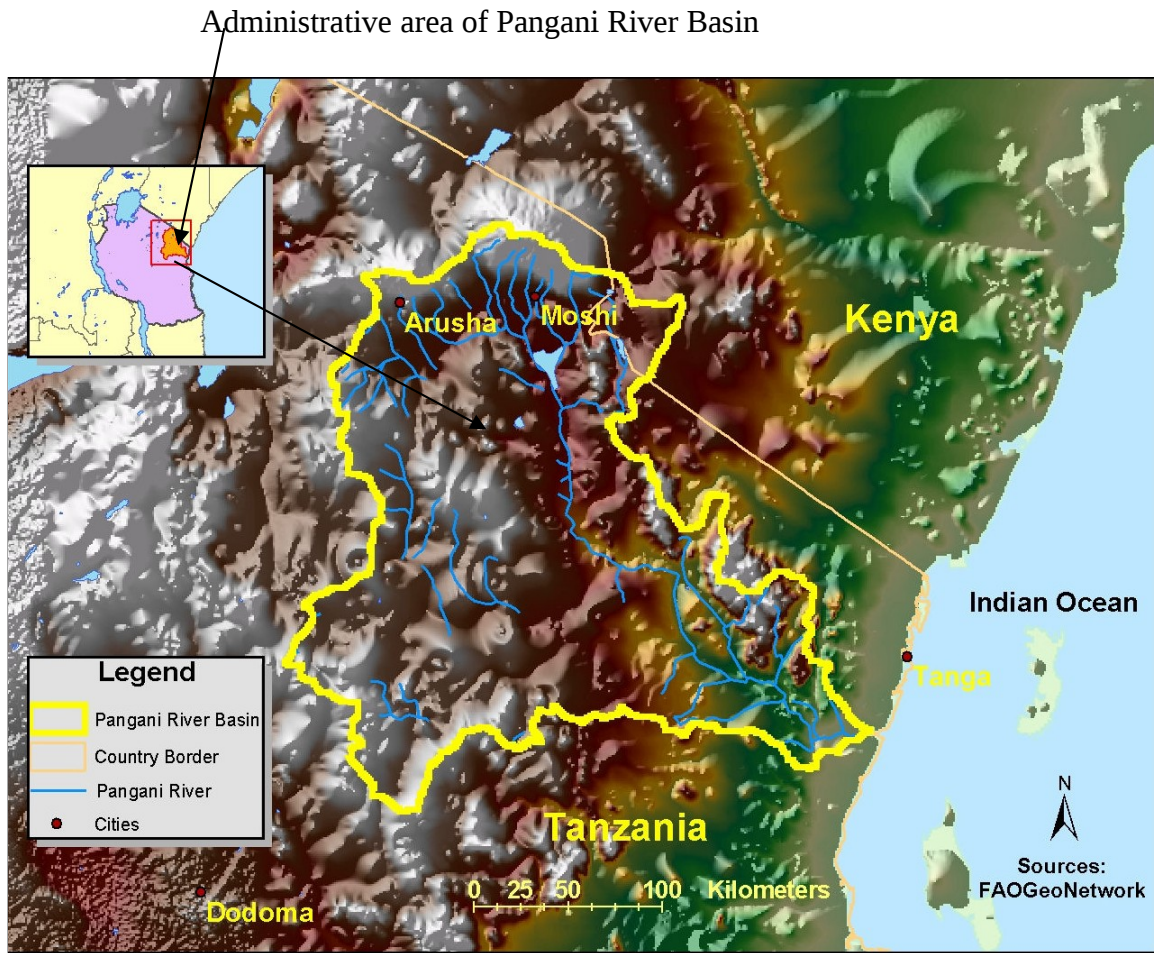 Administrative area of Pangani River Basin
Arusha
Moshi
Kenya
Indian Ocean
Tanga
Legend
Pangani River Basin
Country Border
Pangani River
Cities
Tanzania
0 25 50 100 Kilometers
Dodoma
N
Sources:
FAOGeoNetwork